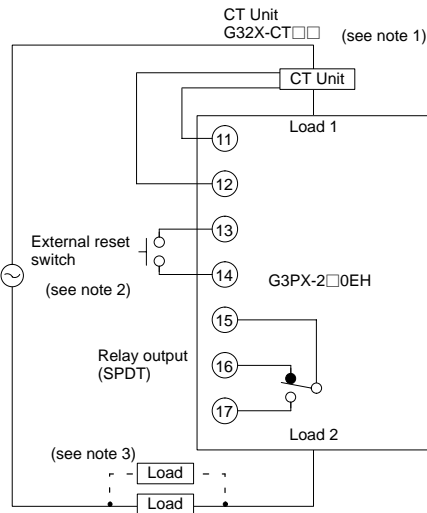 CT Unit
G32X-CT□□ (see note 1)
CT Unit
Load 1
11
12
13
External reset
switch
14
(see note 2)
G3PX-2□0EH
15
Relay output
(SPDT)
16
17
Load 2
(see note 3)
Load
Load